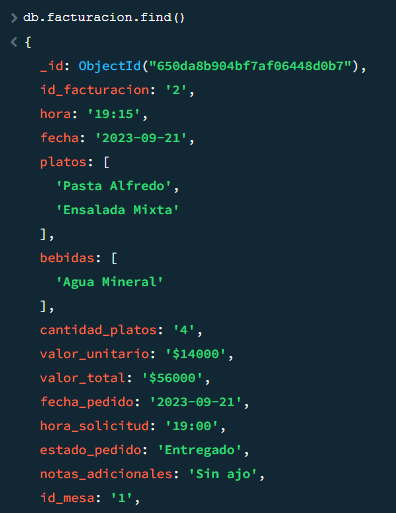 > db.facturacion.find()
< {
_id: ObjectId("650da8b904bf7af06448d0b7"),
id_facturacion: '2',
hora: '19:15',
fecha: '2023-09-21',
platos: [
'Pasta Alfredo',
'Ensalada Mixta'
],
bebidas: [
'Agua Mineral'
],
cantidad_platos: '4',
valor_unitario: '$14000',
valor_total: '$56000',
fecha_pedido: '2023-09-21',
hora_solicitud: '19:00',
estado_pedido: 'Entregado',
notas_adicionales: 'Sin ajo',
id_mesa: '1',